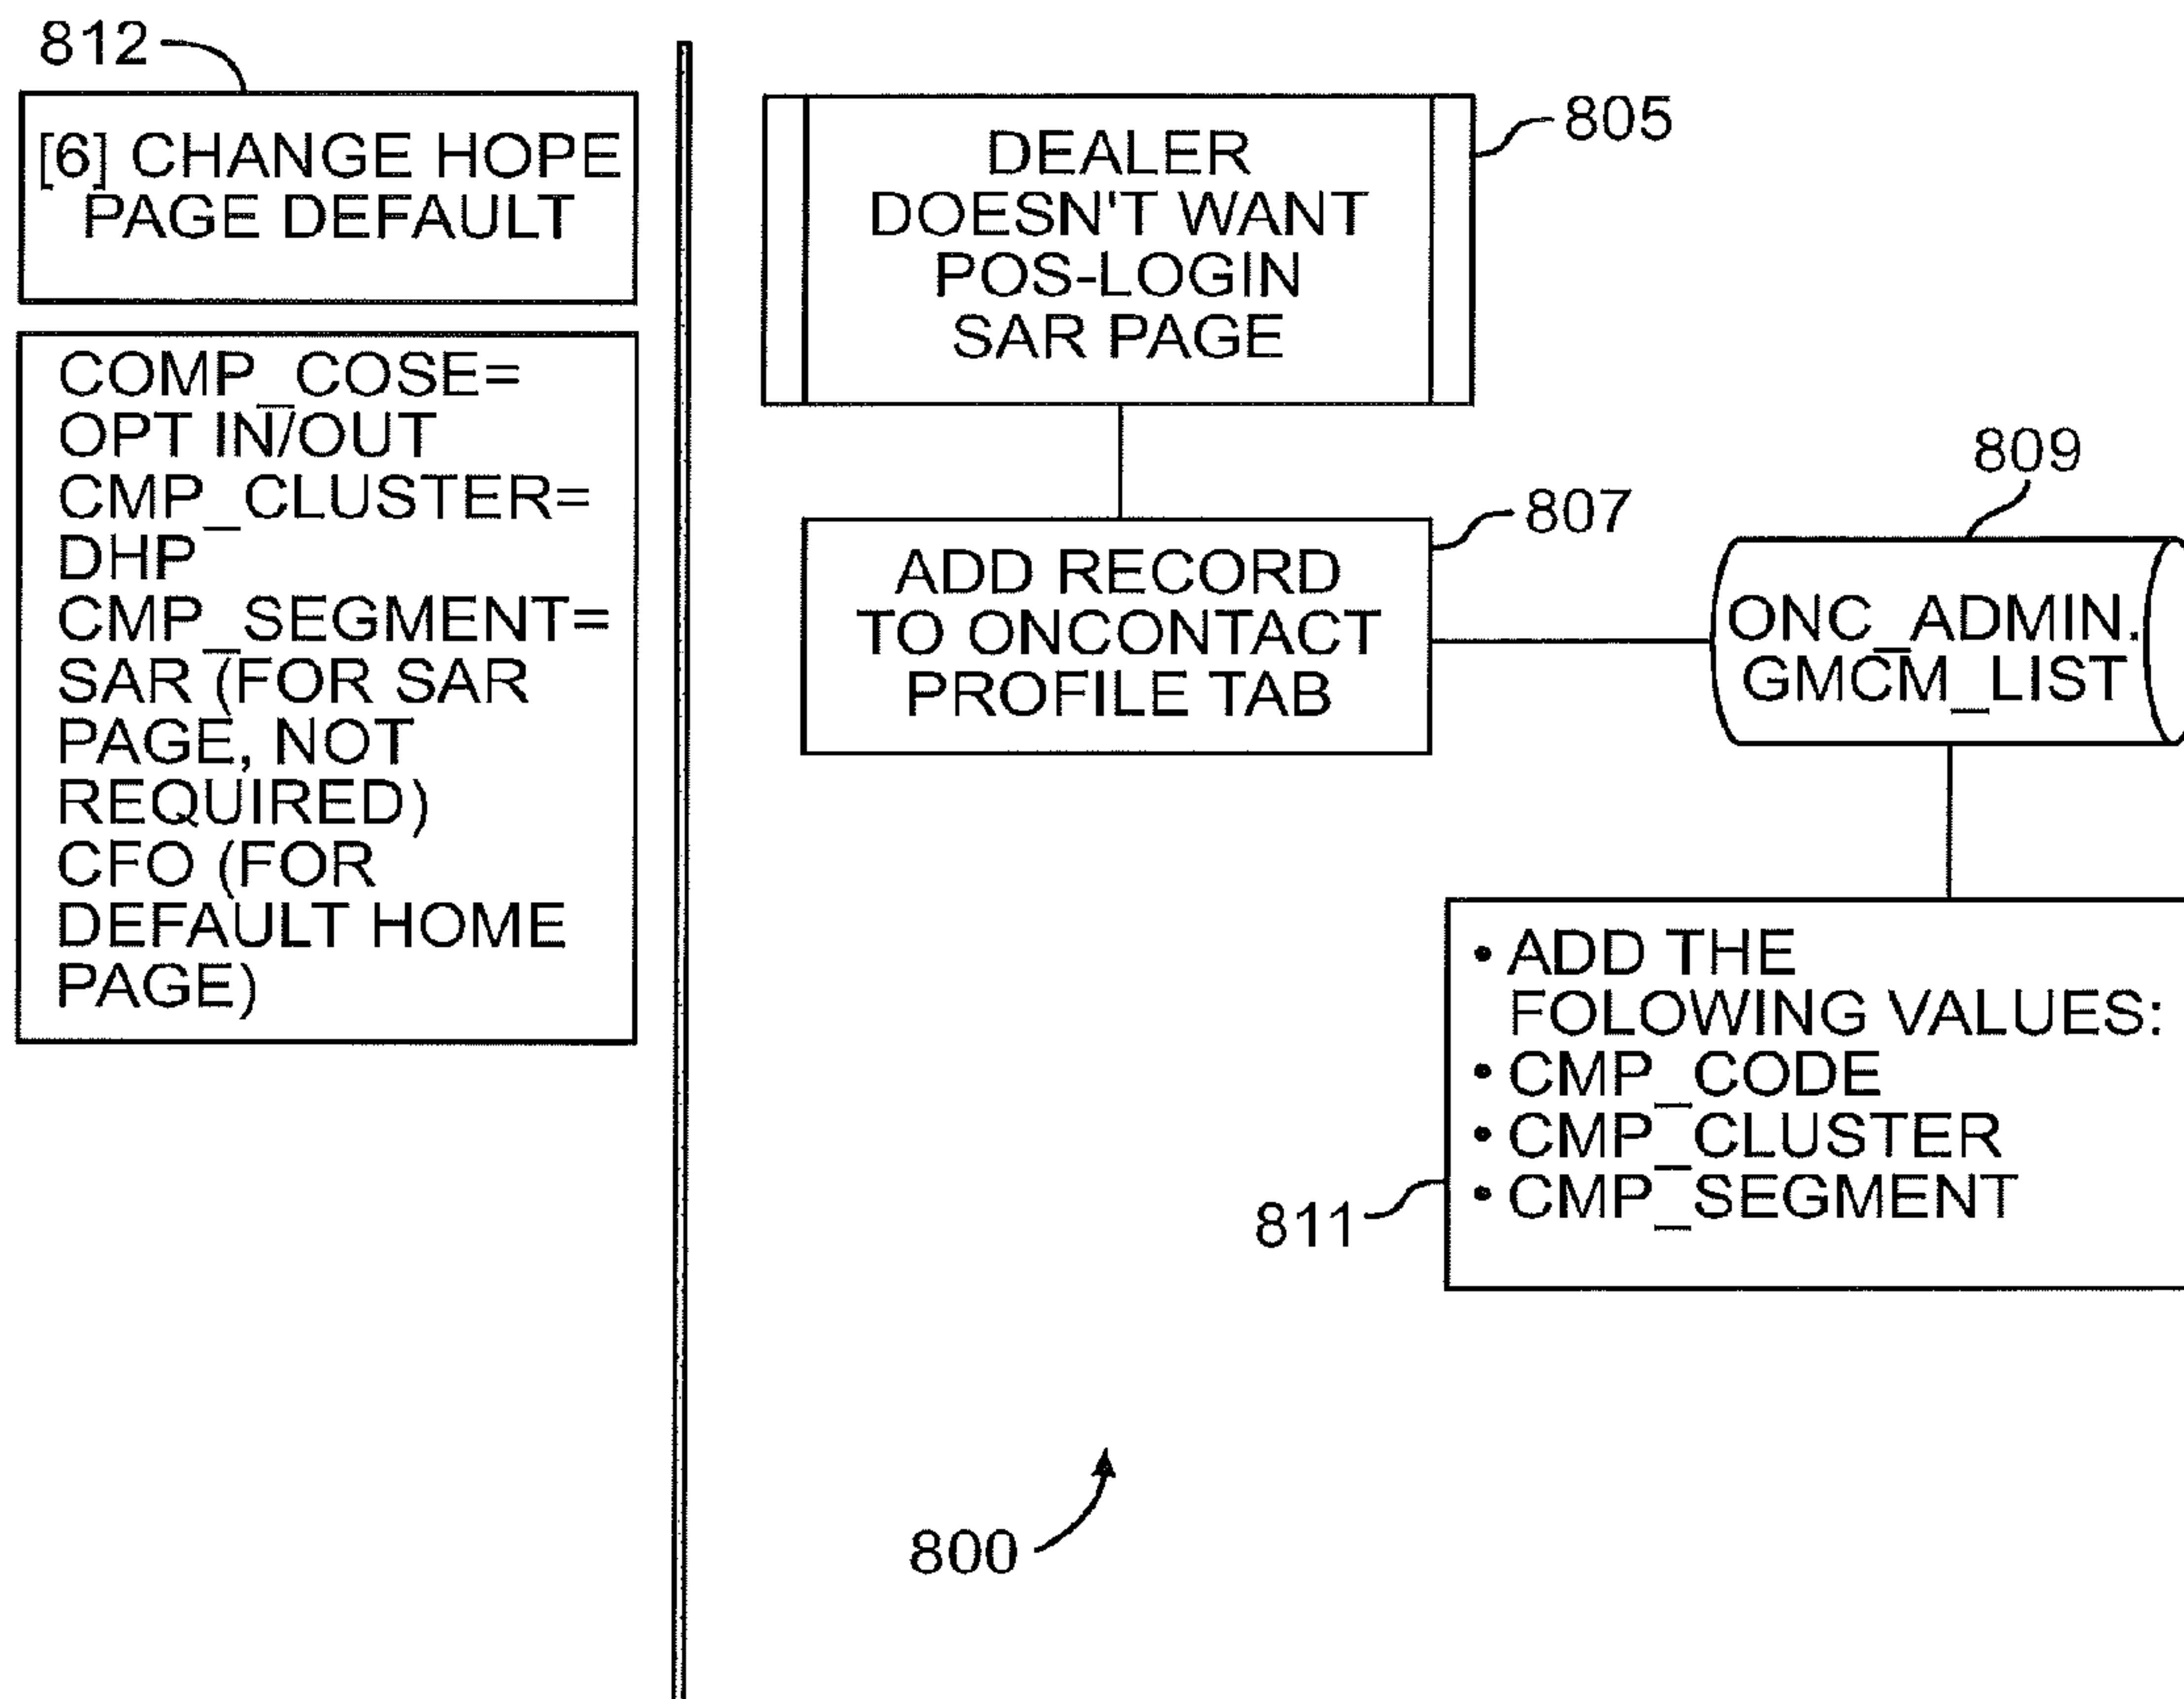 812
[6] CHANGE HOPE
PAGE DEFAULT
COMP_COSE=
OPT IN/OUT
CMP_CLUSTER=
DHP
CMP_SEGMENT=
SAR (FOR SAR
PAGE, NOT
REQUIRED)
CFO (FOR
DEFAULT HOME
PAGE)
805
DEALER
DOESN'T WANT
POS-LOGIN
SAR PAGE
807
ADD RECORD
TO ONCONTACT
PROFILE TAB
809
ONC_ADMIN.
GMCM_LIST
811
• ADD THE
FOLOWING VALUES:
• CMP_CODE
• CMP_CLUSTER
• CMP_SEGMENT
800